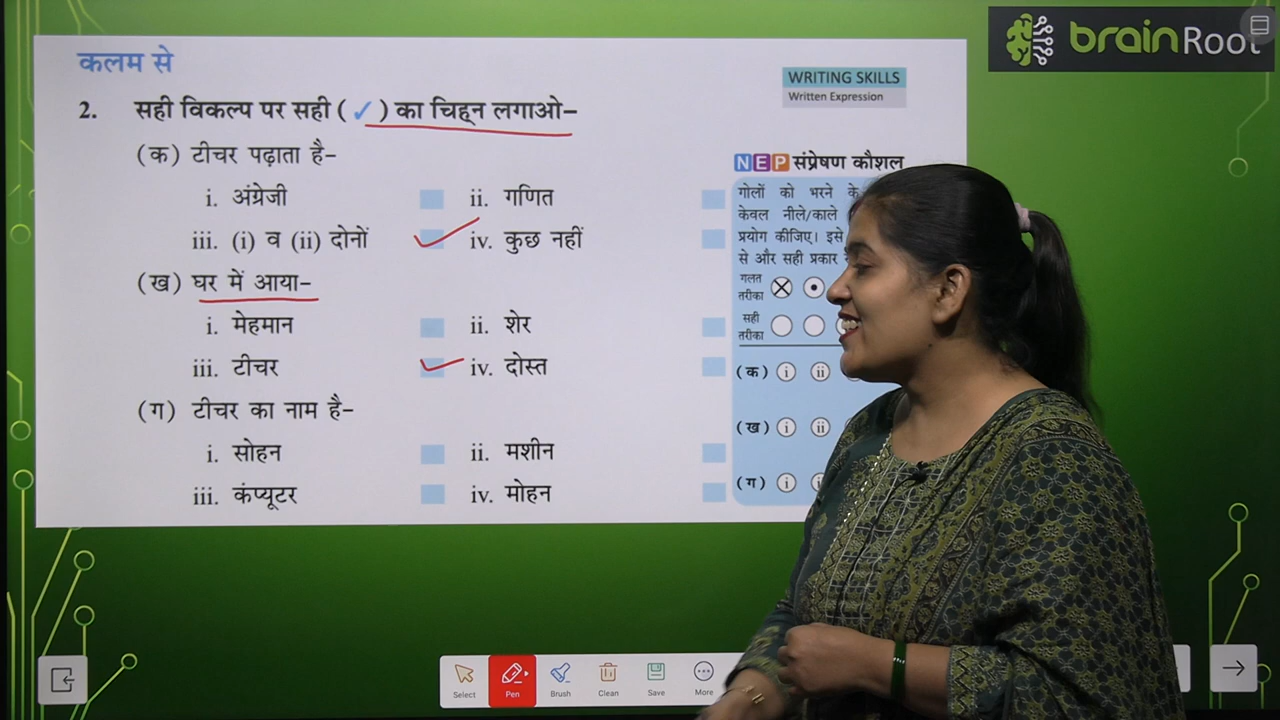 brainRoot
कलम से
WRITING SKILLS
Written Expression
2. सही विकल्प पर सही ( ✓ ) का चिह्न लगाओ–
(क) टीचर पढ़ाता है–
i. अंग्रेजी ii. गणित
iii. (i) व (ii) दोनों iv. कुछ नहीं
(ख) घर में आया–
i. मेहमान ii. शेर
iii. टीचर iv. दोस्त
(ग) टीचर का नाम है–
i. सोहन ii. मशीन
iii. कंप्यूटर iv. मोहन
NEP संप्रेषण कौशल
गोलों को भरने के
केवल नीले/काले
प्रयोग कीजिए। इसे
से और सही प्रकार
गलत
तरीका
सही
तरीका
(क) i ii
(ख) i ii
(ग) i
Select Pen Brush Clean Save More